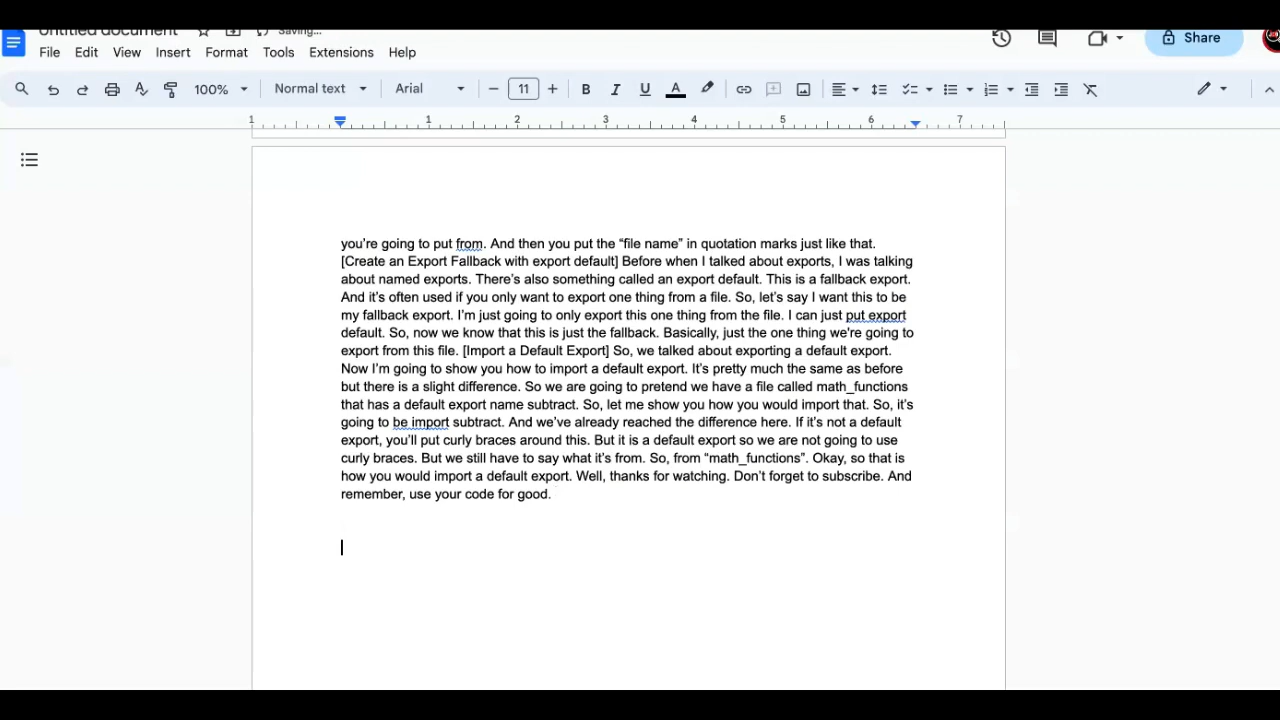 Untitled document Saving...
File Edit View Insert Format Tools Extensions Help
Share
100% Normal text Arial 11
1 1 2 3 4 5 6 7
you’re going to put from. And then you put the “file name” in quotation marks just like that.
[Create an Export Fallback with export default] Before when I talked about exports, I was talking
about named exports. There’s also something called an export default. This is a fallback export.
And it’s often used if you only want to export one thing from a file. So, let’s say I want this to be
my fallback export. I’m just going to only export this one thing from the file. I can just put export
default. So, now we know that this is just the fallback. Basically, just the one thing we're going to
export from this file. [Import a Default Export] So, we talked about exporting a default export.
Now I’m going to show you how to import a default export. It’s pretty much the same as before
but there is a slight difference. So we are going to pretend we have a file called math_functions
that has a default export name subtract. So, let me show you how you would import that. So, it’s
going to be import subtract. And we’ve already reached the difference here. If it’s not a default
export, you’ll put curly braces around this. But it is a default export so we are not going to use
curly braces. But we still have to say what it’s from. So, from “math_functions”. Okay, so that is
how you would import a default export. Well, thanks for watching. Don’t forget to subscribe. And
remember, use your code for good.